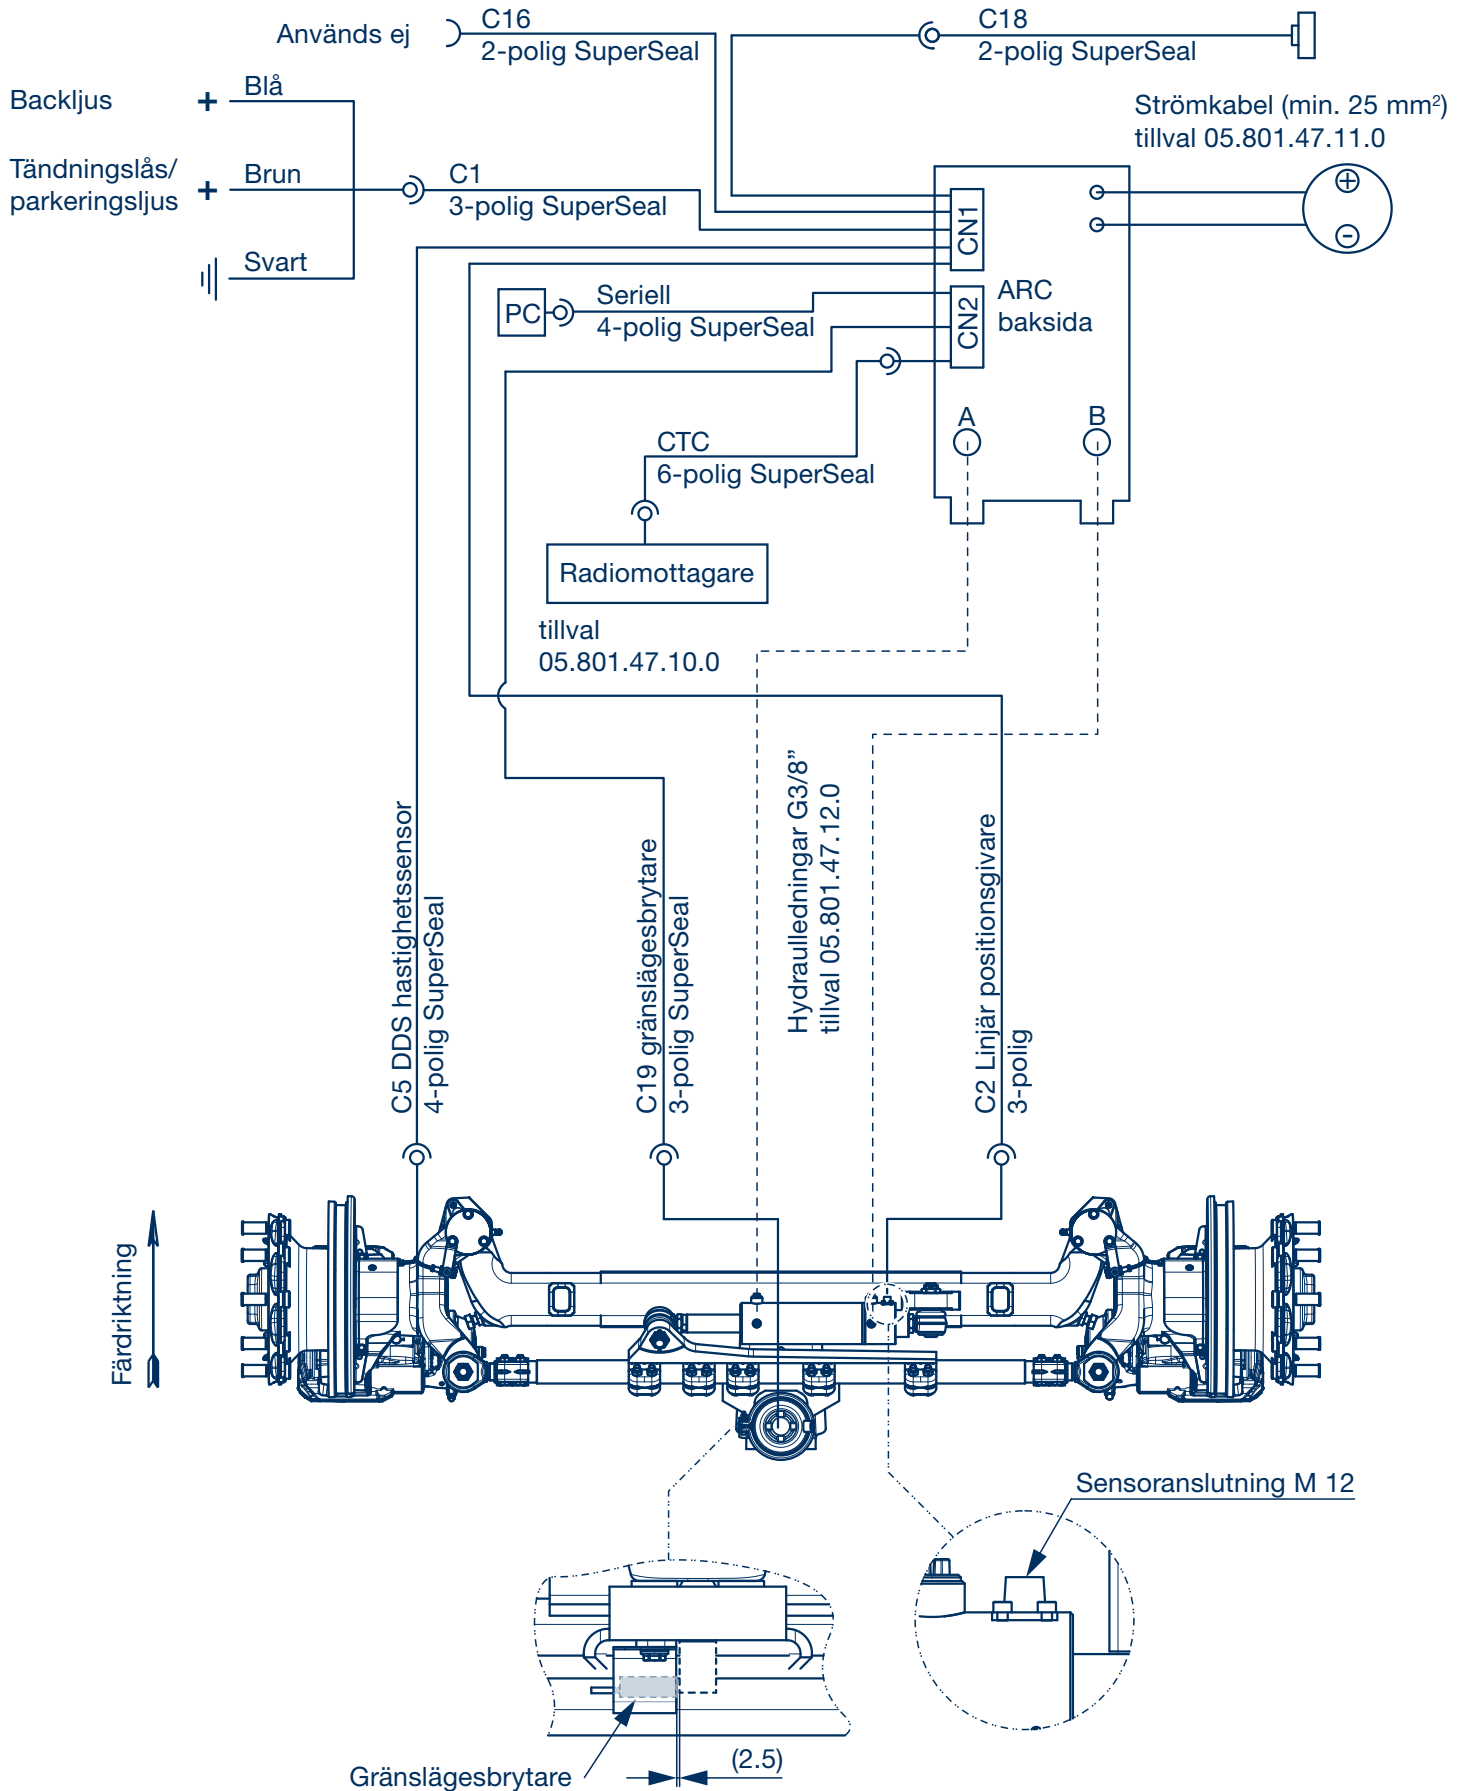 Används ej
C16
2-polig SuperSeal
C18
2-polig SuperSeal
Backljus
+
Blå
Strömkabel (min. 25 mm²)
tillval 05.801.47.11.0
Tändningslås/
parkeringsljus
+
Brun
C1
3-polig SuperSeal
Svart
CN1
CN2
ARC
baksida
PC
Seriell
4-polig SuperSeal
A
B
CTC
6-polig SuperSeal
Radiomottagare
tillval
05.801.47.10.0
C5 DDS hastighetssensor
4-polig SuperSeal
C19 gränslägesbrytare
3-polig SuperSeal
Hydraulledningar G3/8”
tillval 05.801.47.12.0
C2 Linjär positionsgivare
3-polig
Färdriktning
Sensoranslutning M 12
(2.5)
Gränslägesbrytare